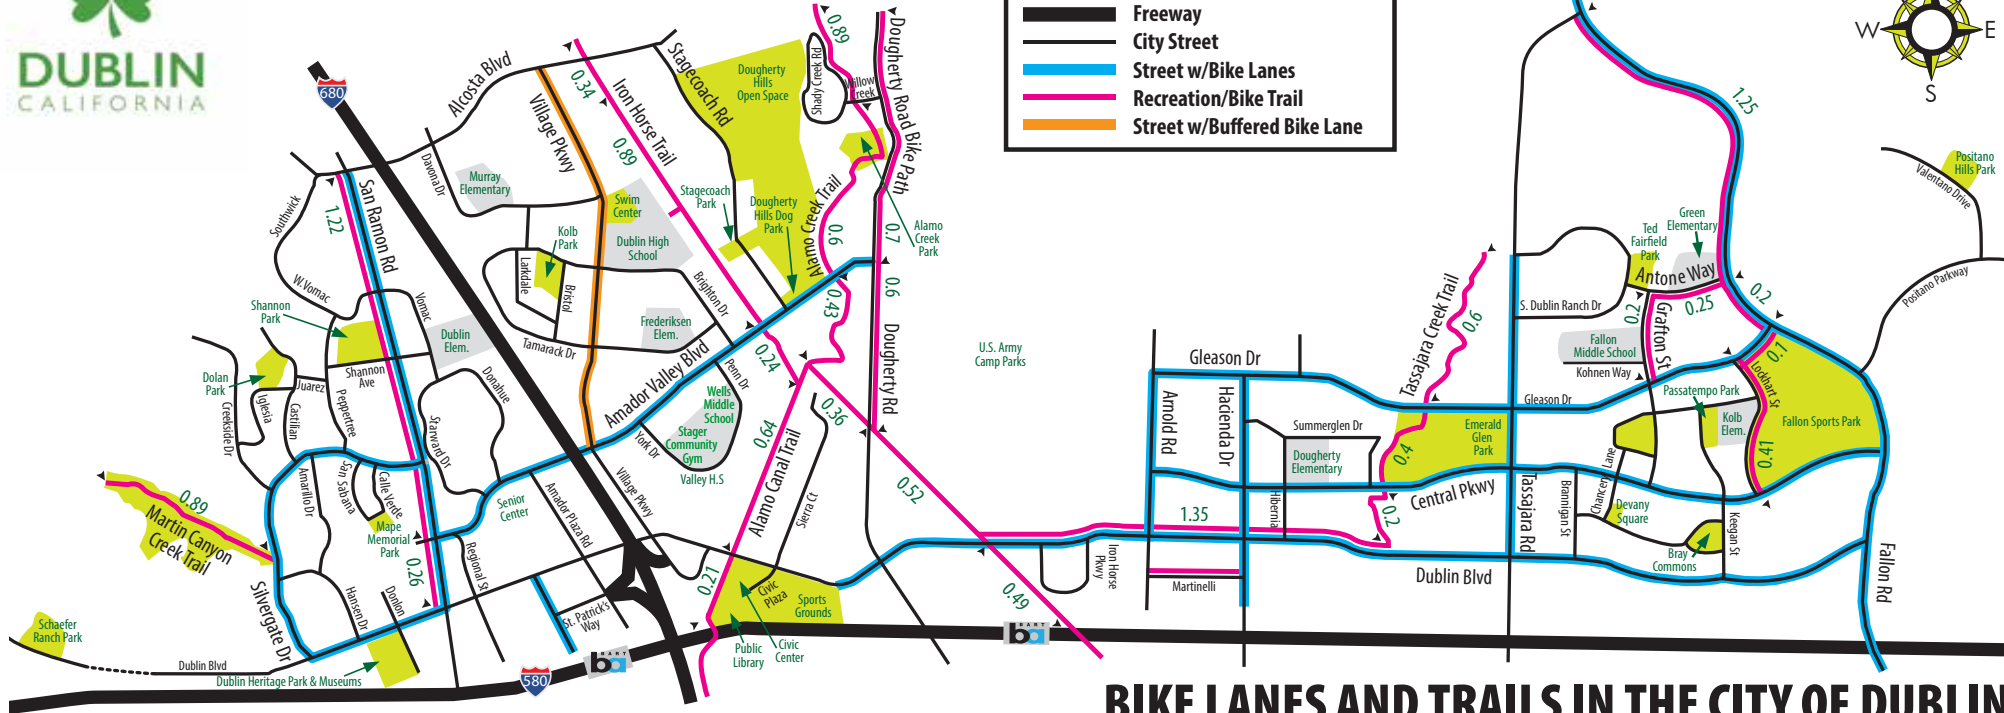 DUBLIN
CALIFORNIA
Freeway
City Street
Street w/Bike Lanes
Recreation/Bike Trail
Street w/Buffered Bike Lane
W
E
S
680
Alcosta Blvd
Village Pkwy
0.34
Iron Horse Trail
0.89
Stagecoach Rd
Dougherty
Hills
Open Space
0.89
Shady Creek Rd
Willow
Creek
Dougherty Road Bike Path
1.25
Positano
Hills Park
Valentano Drive
Positano Parkway
Southwick
1.22
San Ramon Rd
Davona Dr
Murray
Elementary
Swim
Center
Dublin High
School
Stagecoach
Park
Dougherty
Hills Dog
Park
Alamo Creek Trail
0.6
0.7
Alamo
Creek
Park
Kolb
Park
Larkdale
Bristol
Brighton Dr
W.Vomac
Vomac
Shannon
Park
Dublin
Elem.
Frederiksen
Elem.
Tamarack Dr
0.43
0.6
Dougherty Rd
U.S. Army
Camp Parks
Green
Elementary
Ted
Fairfield
Park
Antone Way
0.2
0.25
0.2
Grafton St
S. Dublin Ranch Dr
Fallon
Middle School
Kohnen Way
Gleason Dr
Tassajara Creek Trail
0.6
Gleason Dr
0.1
Lockhart St
Passatempo Park
Kolb
Elem.
Fallon Sports Park
0.41
Dolan
Park
Creekside Dr
Iglesia
Juarez
Castilian
Peppertree
Shannon
Ave
Donahue
Starward Dr
Amador Valley Blvd
0.24
Penn Dr
Wells
Middle
School
Stager
Community
Gym
Valley H.S
York Dr
0.64
0.36
Alamo Canal Trail
Sierra Ct
0.52
Arnold Rd
Hacienda Dr
Summerglen Dr
Dougherty
Elementary
Hibernia
0.4
Emerald
Glen
Park
Central Pkwy
Tassajara Rd
Brannigan St
Chancery Lane
Devany
Square
Bray
Commons
Keegan St
Fallon Rd
0.89
Martin Canyon
Creek Trail
Amarillo Dr
San Sabana
Calle Verde
Mape
Memorial
Park
0.26
Senior
Center
Regional St
Amador Plaza Rd
Village Pkwy
0.21
1.35
0.2
Iron Horse
Pkwy
Martinelli
Dublin Blvd
0.49
Silvergate Dr
Hansen Dr
Donlon
St. Patrick's
Way
Civic
Plaza
Sports
Grounds
Public
Library
Civic
Center
BART
ba
BART
ba
Schaefer
Ranch Park
Dublin Blvd
Dublin Heritage Park & Museums
580
BIKE LANES AND TRAILS IN THE CITY OF DUBLIN